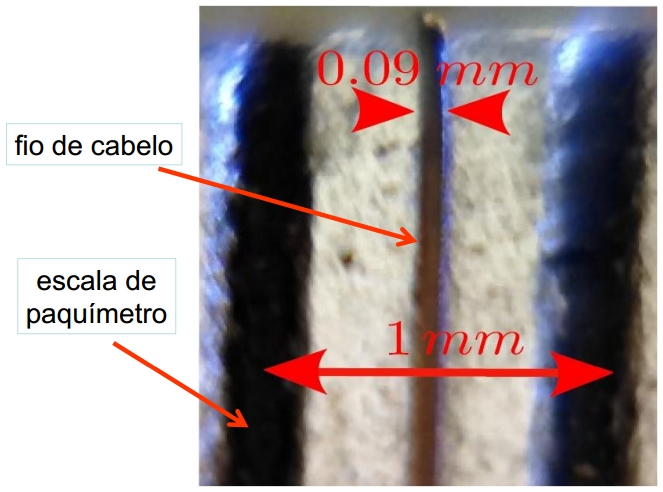 0.09 mm
fio de cabelo
escala de
paquímetro
1 mm